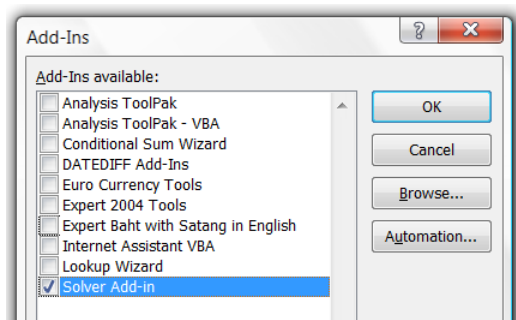 Add-Ins
Add-Ins available:
Analysis ToolPak
Analysis ToolPak - VBA
Conditional Sum Wizard
DATEDIFF Add-Ins
Euro Currency Tools
Expert 2004 Tools
Expert Baht with Satang in English
Internet Assistant VBA
Lookup Wizard
Solver Add-in
OK
Cancel
Browse...
Automation...